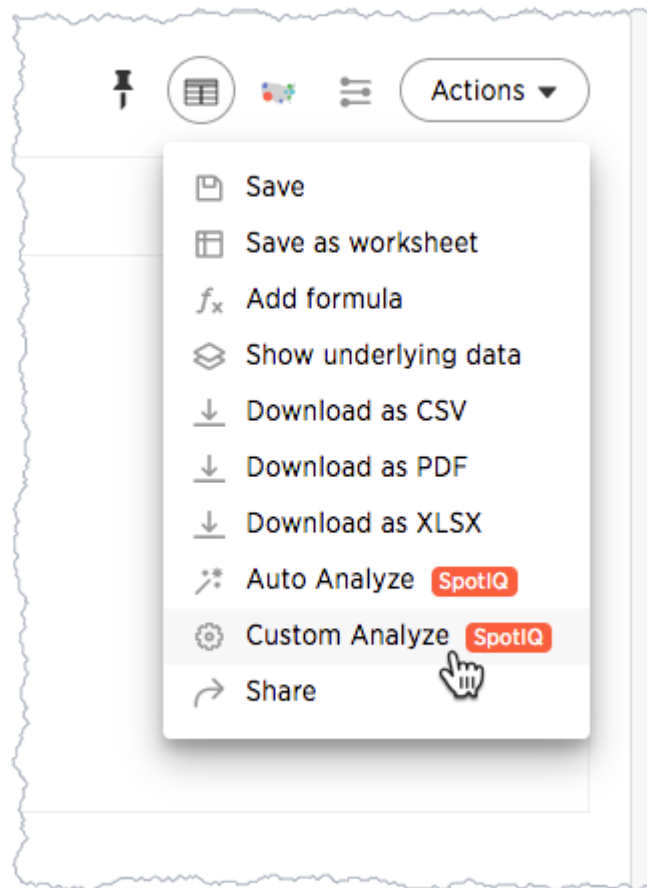 Actions
Save
Save as worksheet
fx Add formula
Show underlying data
Download as CSV
Download as PDF
Download as XLSX
Auto Analyze SpotIQ
Custom Analyze SpotIQ
Share